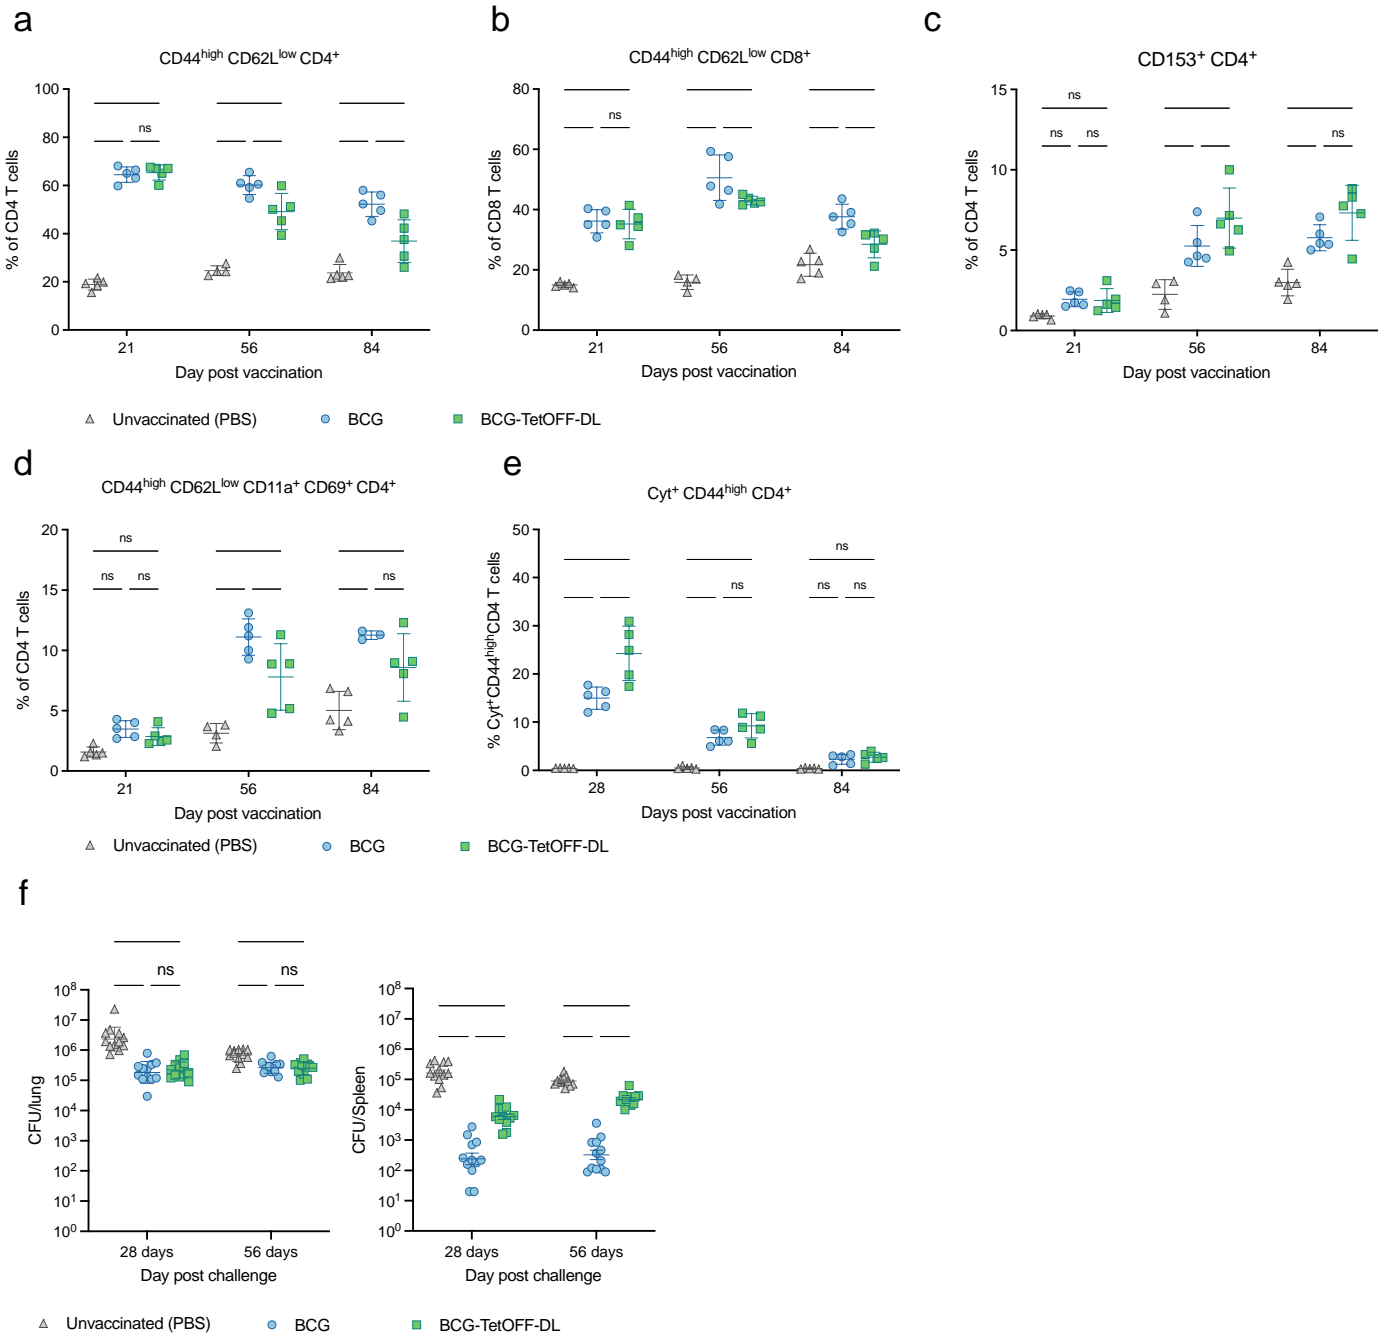 a
CD44high CD62Llow CD4+
% of CD4 T cells
100
80
60
40
20
0
ns
21
56
84
Day post vaccination
b
CD44high CD62Llow CD8+
% of CD8 T cells
80
60
40
20
0
ns
21
56
84
Days post vaccination
c
CD153+ CD4+
% of CD4 T cells
15
10
5
0
ns
ns
ns
ns
21
56
84
Day post vaccination
Unvaccinated (PBS)
BCG
BCG-TetOFF-DL
d
CD44high CD62Llow CD11a+ CD69+ CD4+
% of CD4 T cells
20
15
10
5
0
ns
ns
ns
ns
21
56
84
Day post vaccination
e
Cyt+ CD44high CD4+
% Cyt+CD44highCD4 T cells
50
40
30
20
10
0
ns
ns
ns
ns
28
56
84
Days post vaccination
Unvaccinated (PBS)
BCG
BCG-TetOFF-DL
f
CFU/lung
10⁸
10⁷
10⁶
10⁵
10⁴
10³
10²
10¹
10⁰
ns
ns
28 days
56 days
Day post challenge
CFU/Spleen
10⁸
10⁷
10⁶
10⁵
10⁴
10³
10²
10¹
10⁰
28 days
56 days
Day post challenge
Unvaccinated (PBS)
BCG
BCG-TetOFF-DL